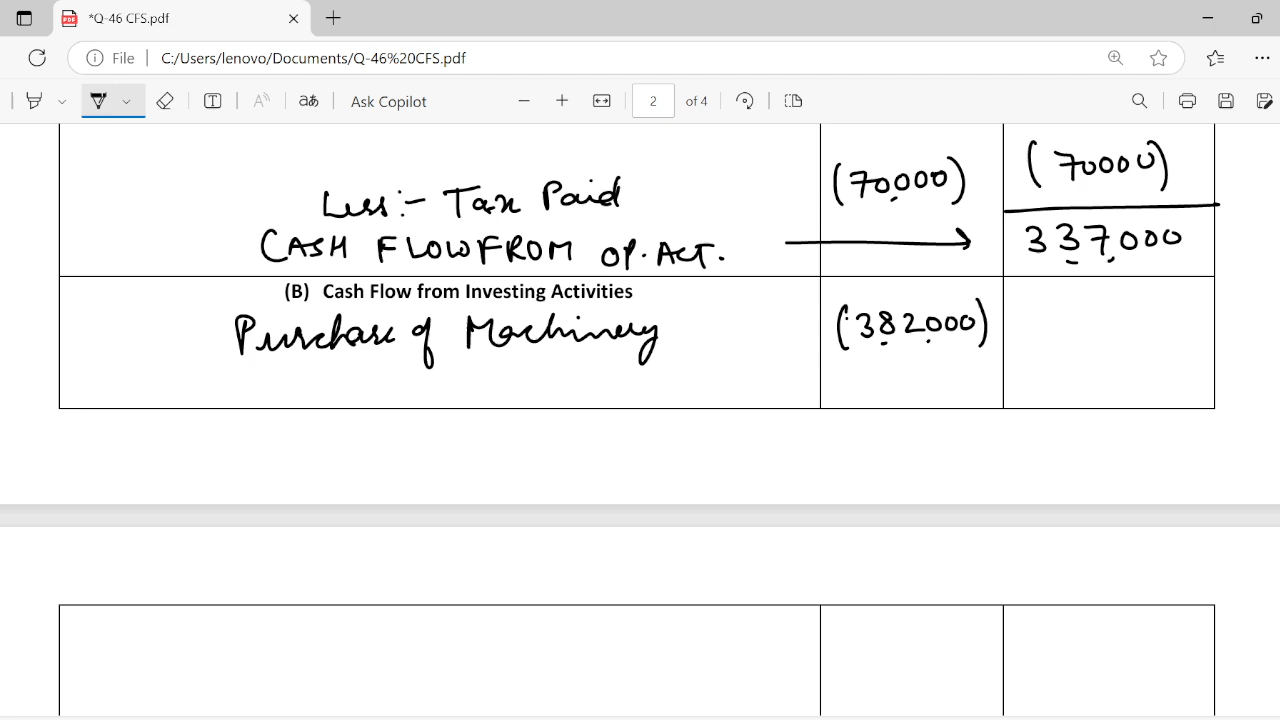 *Q-46 CFS.pdf
File C:/Users/lenovo/Documents/Q-46%20CFS.pdf
Ask Copilot 2 of 4
(70000)
Less:- Tax Paid (70,000)
CASH FLOW FROM OP. ACT. 337,000
(B) Cash Flow from Investing Activities
Purchase of Machinery (382000)